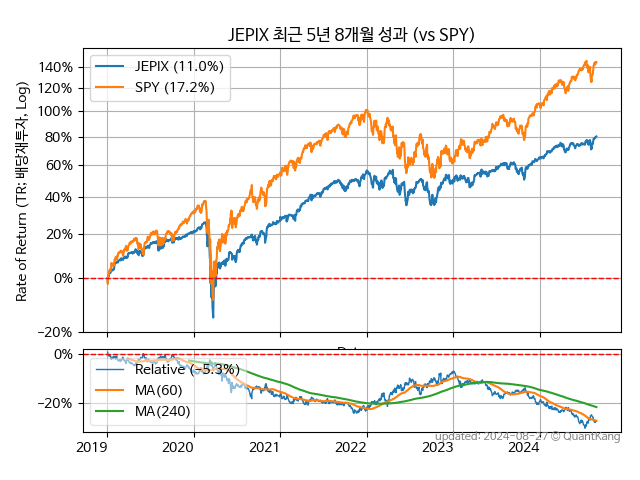 JEPIX 최근 5년 8개월 성과 (vs SPY)
Rate of Return (TR: 배당재투자, Log)
140%
120%
100%
80%
60%
40%
20%
0%
−20%
JEPIX (11.0%)
SPY (17.2%)
0%
−20%
Relative (−5.3%)
MA(60)
MA(240)
2019
2020
2021
2022
2023
2024
updated: 2024-08-27 © QuantKang